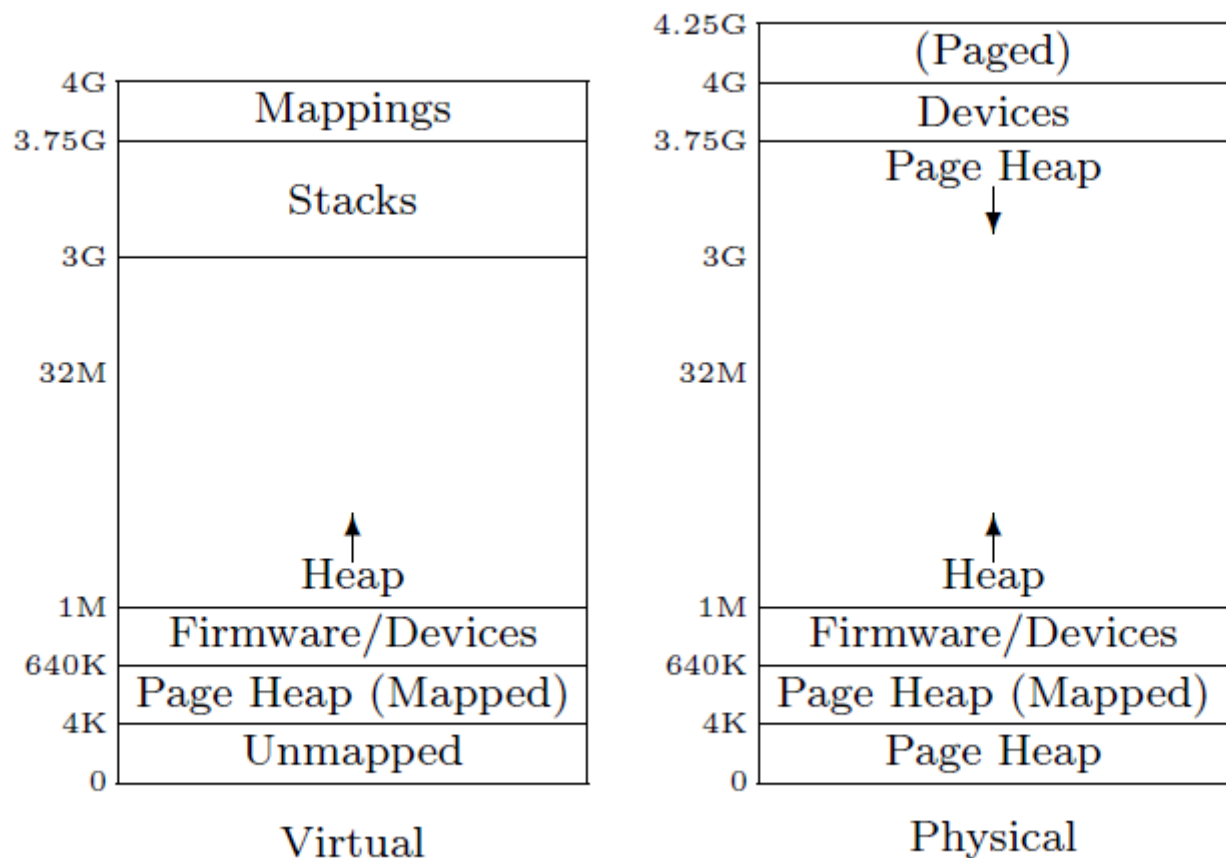 4G
Mappings
3.75G
Stacks
3G
32M
Heap
1M
Firmware/Devices
640K
Page Heap (Mapped)
4K
Unmapped
0
Virtual
4.25G
(Paged)
4G
Devices
3.75G
Page Heap
3G
32M
Heap
1M
Firmware/Devices
640K
Page Heap (Mapped)
4K
Page Heap
0
Physical